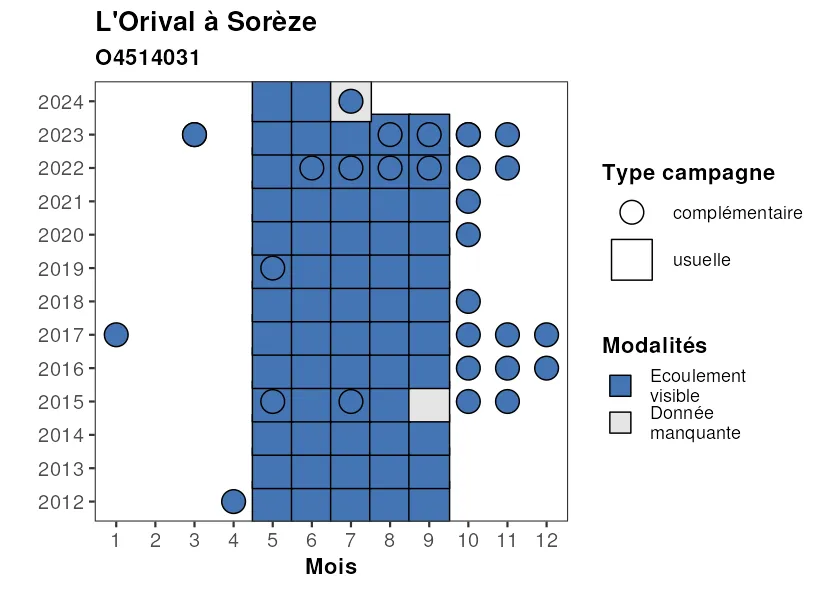 L'Orival à Sorèze
O4514031
2024
2023
2022
2021
2020
2019
2018
2017
2016
2015
2014
2013
2012
1 2 3 4 5 6 7 8 9 10 11 12
Mois
Type campagne
complémentaire
usuelle
Modalités
Ecoulement
visible
Donnée
manquante